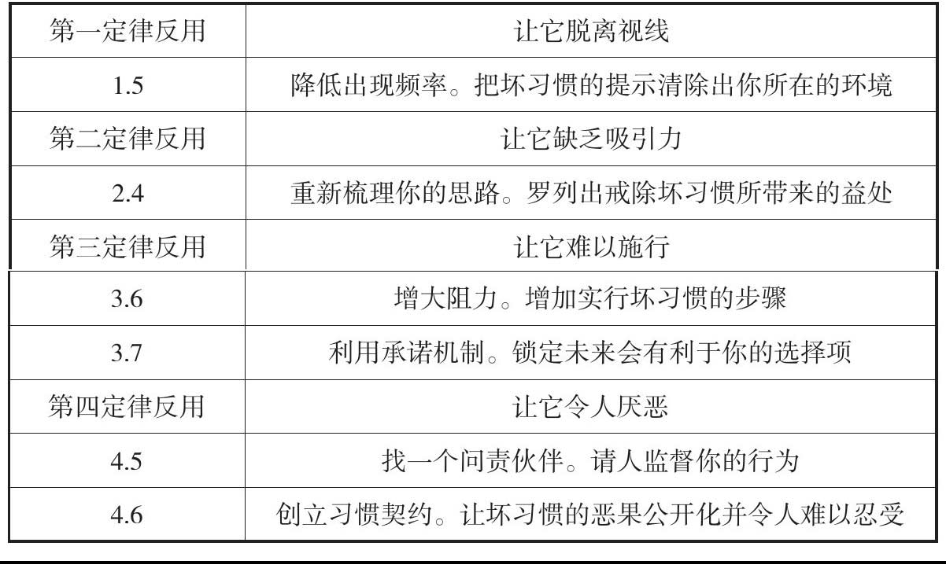 第一定律反用 让它脱离视线
1.5 降低出现频率。把坏习惯的提示清除出你所在的环境
第二定律反用 让它缺乏吸引力
2.4 重新梳理你的思路。罗列出戒除坏习惯所带来的益处
第三定律反用 让它难以施行
3.6 增大阻力。增加实行坏习惯的步骤
3.7 利用承诺机制。锁定未来会有利于你的选择项
第四定律反用 让它令人厌恶
4.5 找一个问责伙伴。请人监督你的行为
4.6 创立习惯契约。让坏习惯的恶果公开化并令人难以忍受